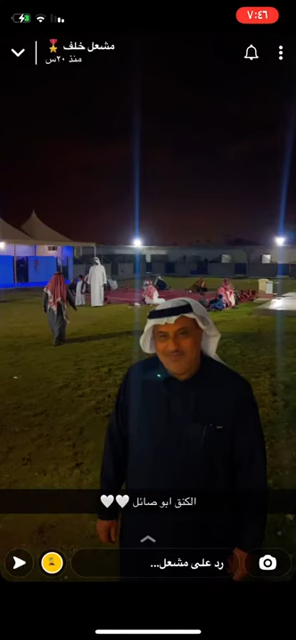 ٧:٤٦
مشعل خلف 🎖️
منذ ٢٠س
الكنق ابو صائل 🤍🤍
رد على مشعل...